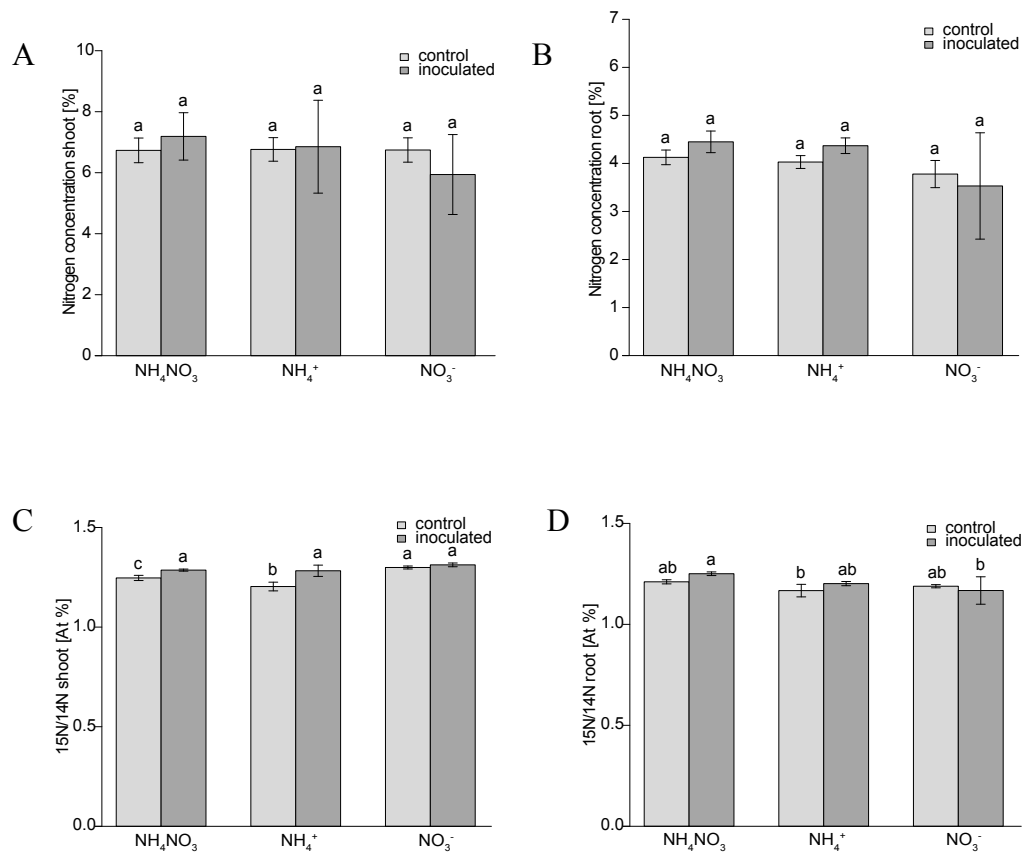 A
Nitrogen concentration shoot [%]
10
8
6
4
2
0
control
inoculated
a
a
a
a
a
a
NH₄NO₃
NH₄⁺
NO₃⁻
B
Nitrogen concentration root [%]
7
6
5
4
3
2
1
0
control
inoculated
a
a
a
a
a
a
NH₄NO₃
NH₄⁺
NO₃⁻
C
15N/14N shoot [At %]
1.5
1.0
0.5
0.0
control
inoculated
c
a
b
a
a
a
NH₄NO₃
NH₄⁺
NO₃⁻
D
15N/14N root [At %]
1.5
1.0
0.5
0.0
control
inoculated
ab
a
b
ab
ab
b
NH₄NO₃
NH₄⁺
NO₃⁻